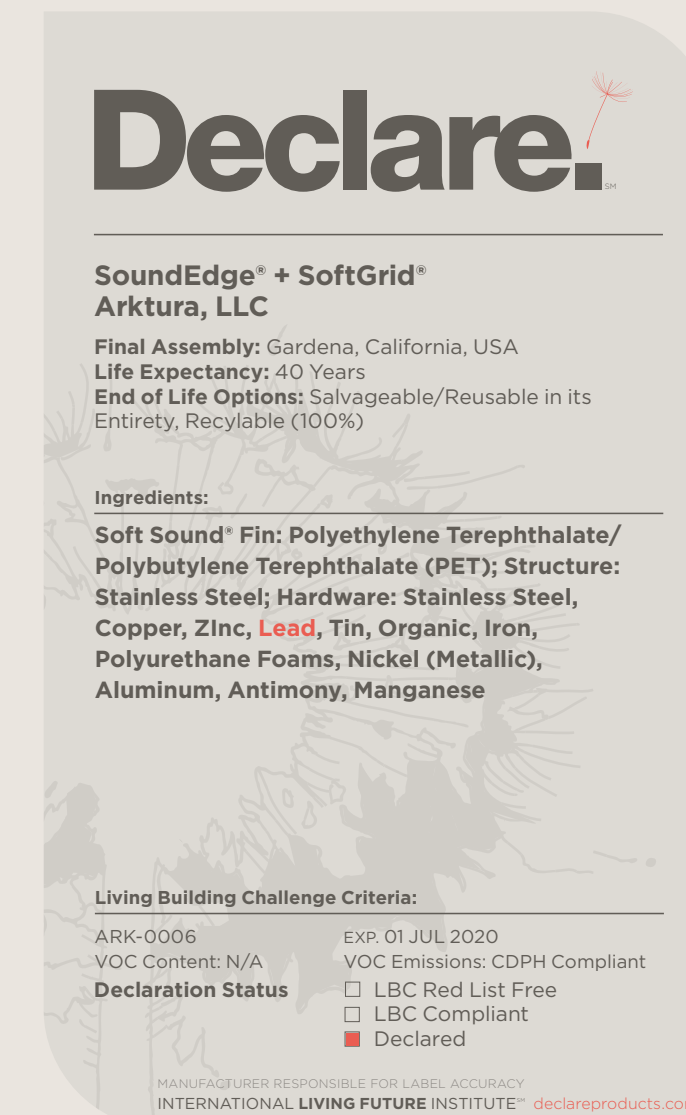 Declare.℠
SoundEdge® + SoftGrid®
Arktura, LLC
Final Assembly: Gardena, California, USA
Life Expectancy: 40 Years
End of Life Options: Salvageable/Reusable in its
Entirety, Recylable (100%)
Ingredients:
Soft Sound® Fin: Polyethylene Terephthalate/
Polybutylene Terephthalate (PET); Structure:
Stainless Steel; Hardware: Stainless Steel,
Copper, ZInc, Lead, Tin, Organic, Iron,
Polyurethane Foams, Nickel (Metallic),
Aluminum, Antimony, Manganese
Living Building Challenge Criteria:
ARK-0006 EXP. 01 JUL 2020
VOC Content: N/A VOC Emissions: CDPH Compliant
Declaration Status ☐ LBC Red List Free
☐ LBC Compliant
■ Declared
MANUFACTURER RESPONSIBLE FOR LABEL ACCURACY
INTERNATIONAL LIVING FUTURE INSTITUTE℠ declareproducts.co